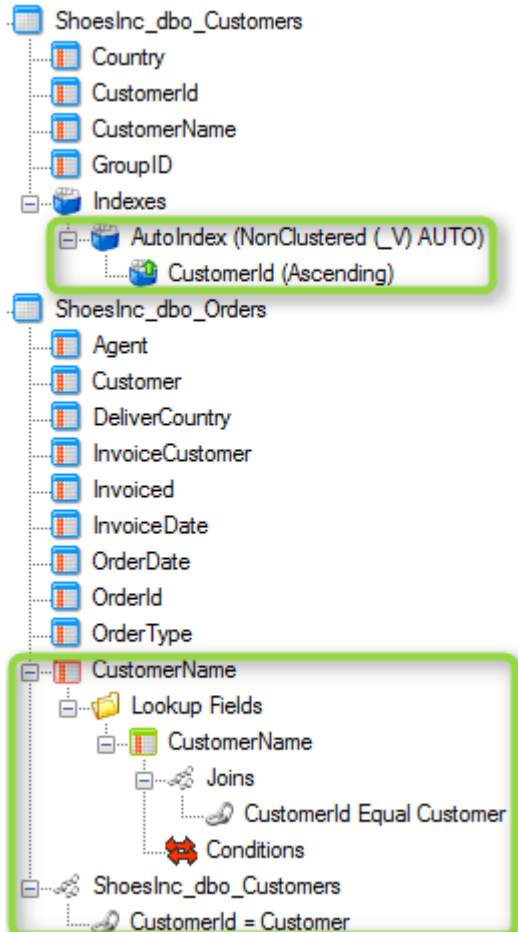 ShoesInc_dbo_Customers
Country
CustomerId
CustomerName
GroupID
Indexes
AutoIndex (NonClustered (_V) AUTO)
CustomerId (Ascending)
ShoesInc_dbo_Orders
Agent
Customer
DeliverCountry
InvoiceCustomer
Invoiced
InvoiceDate
OrderDate
OrderId
OrderType
CustomerName
Lookup Fields
CustomerName
Joins
CustomerId Equal Customer
Conditions
ShoesInc_dbo_Customers
CustomerId = Customer